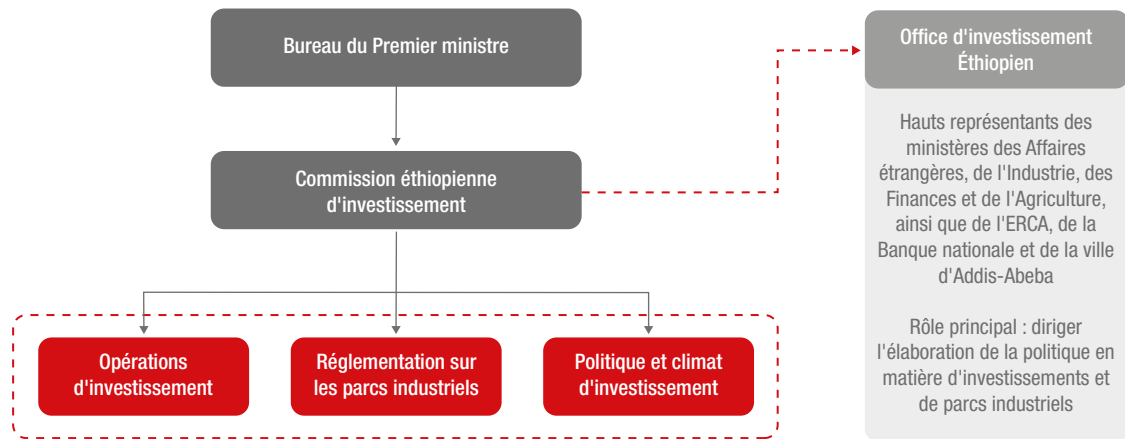 Bureau du Premier ministre
Commission éthiopienne
d'investissement
Opérations
d'investissement
Réglementation sur
les parcs industriels
Politique et climat
d'investissement
Office d'investissement
Éthiopien
Hauts représentants des
ministères des Affaires
étrangères, de l'Industrie, des
Finances et de l'Agriculture,
ainsi que de l'ERCA, de la
Banque nationale et de la ville
d'Addis-Abeba
Rôle principal : diriger
l'élaboration de la politique en
matière d'investissements et
de parcs industriels